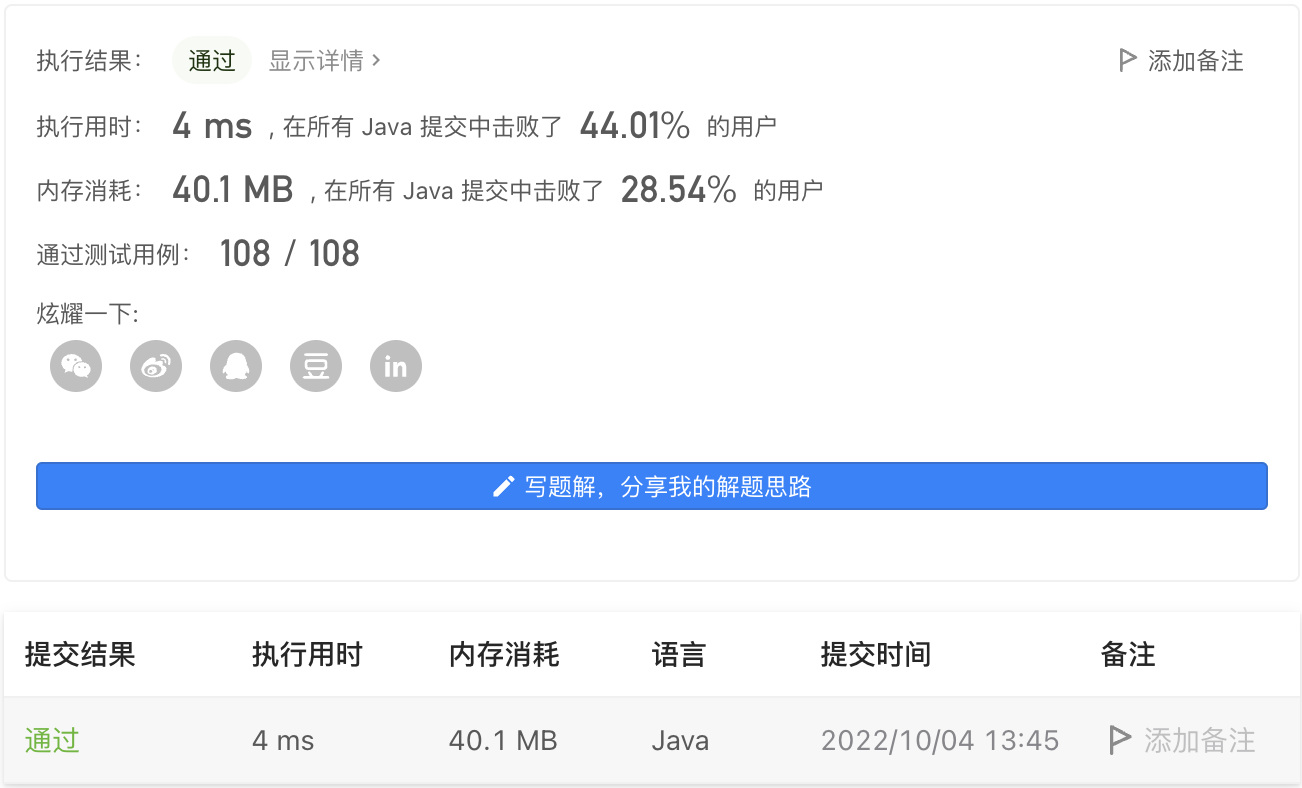 执行结果： 通过 显示详情 > 添加备注
执行用时： 4 ms , 在所有 Java 提交中击败了 44.01% 的用户
内存消耗： 40.1 MB , 在所有 Java 提交中击败了 28.54% 的用户
通过测试用例： 108 / 108
炫耀一下:
豆 in
写题解，分享我的解题思路
提交结果 执行用时 内存消耗 语言 提交时间 备注
通过 4 ms 40.1 MB Java 2022/10/04 13:45 添加备注